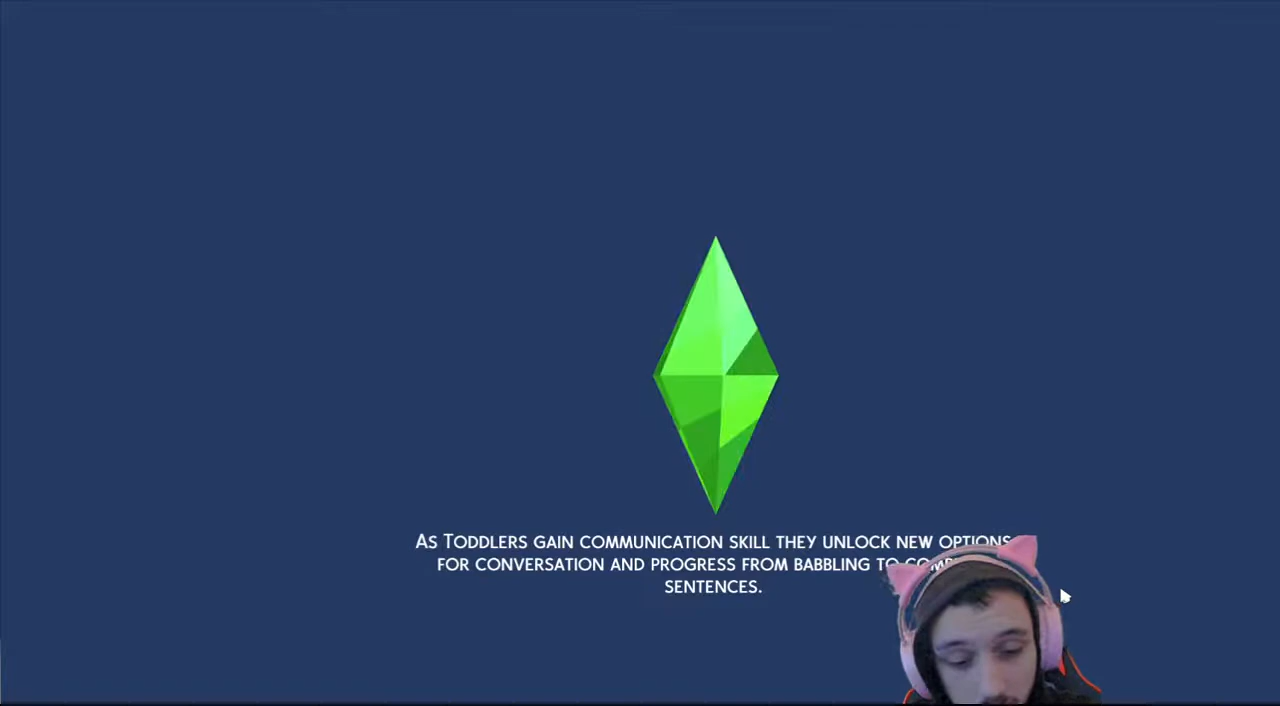 As Toddlers gain communication skill they unlock new options
for conversation and progress from babbling to
sentences.